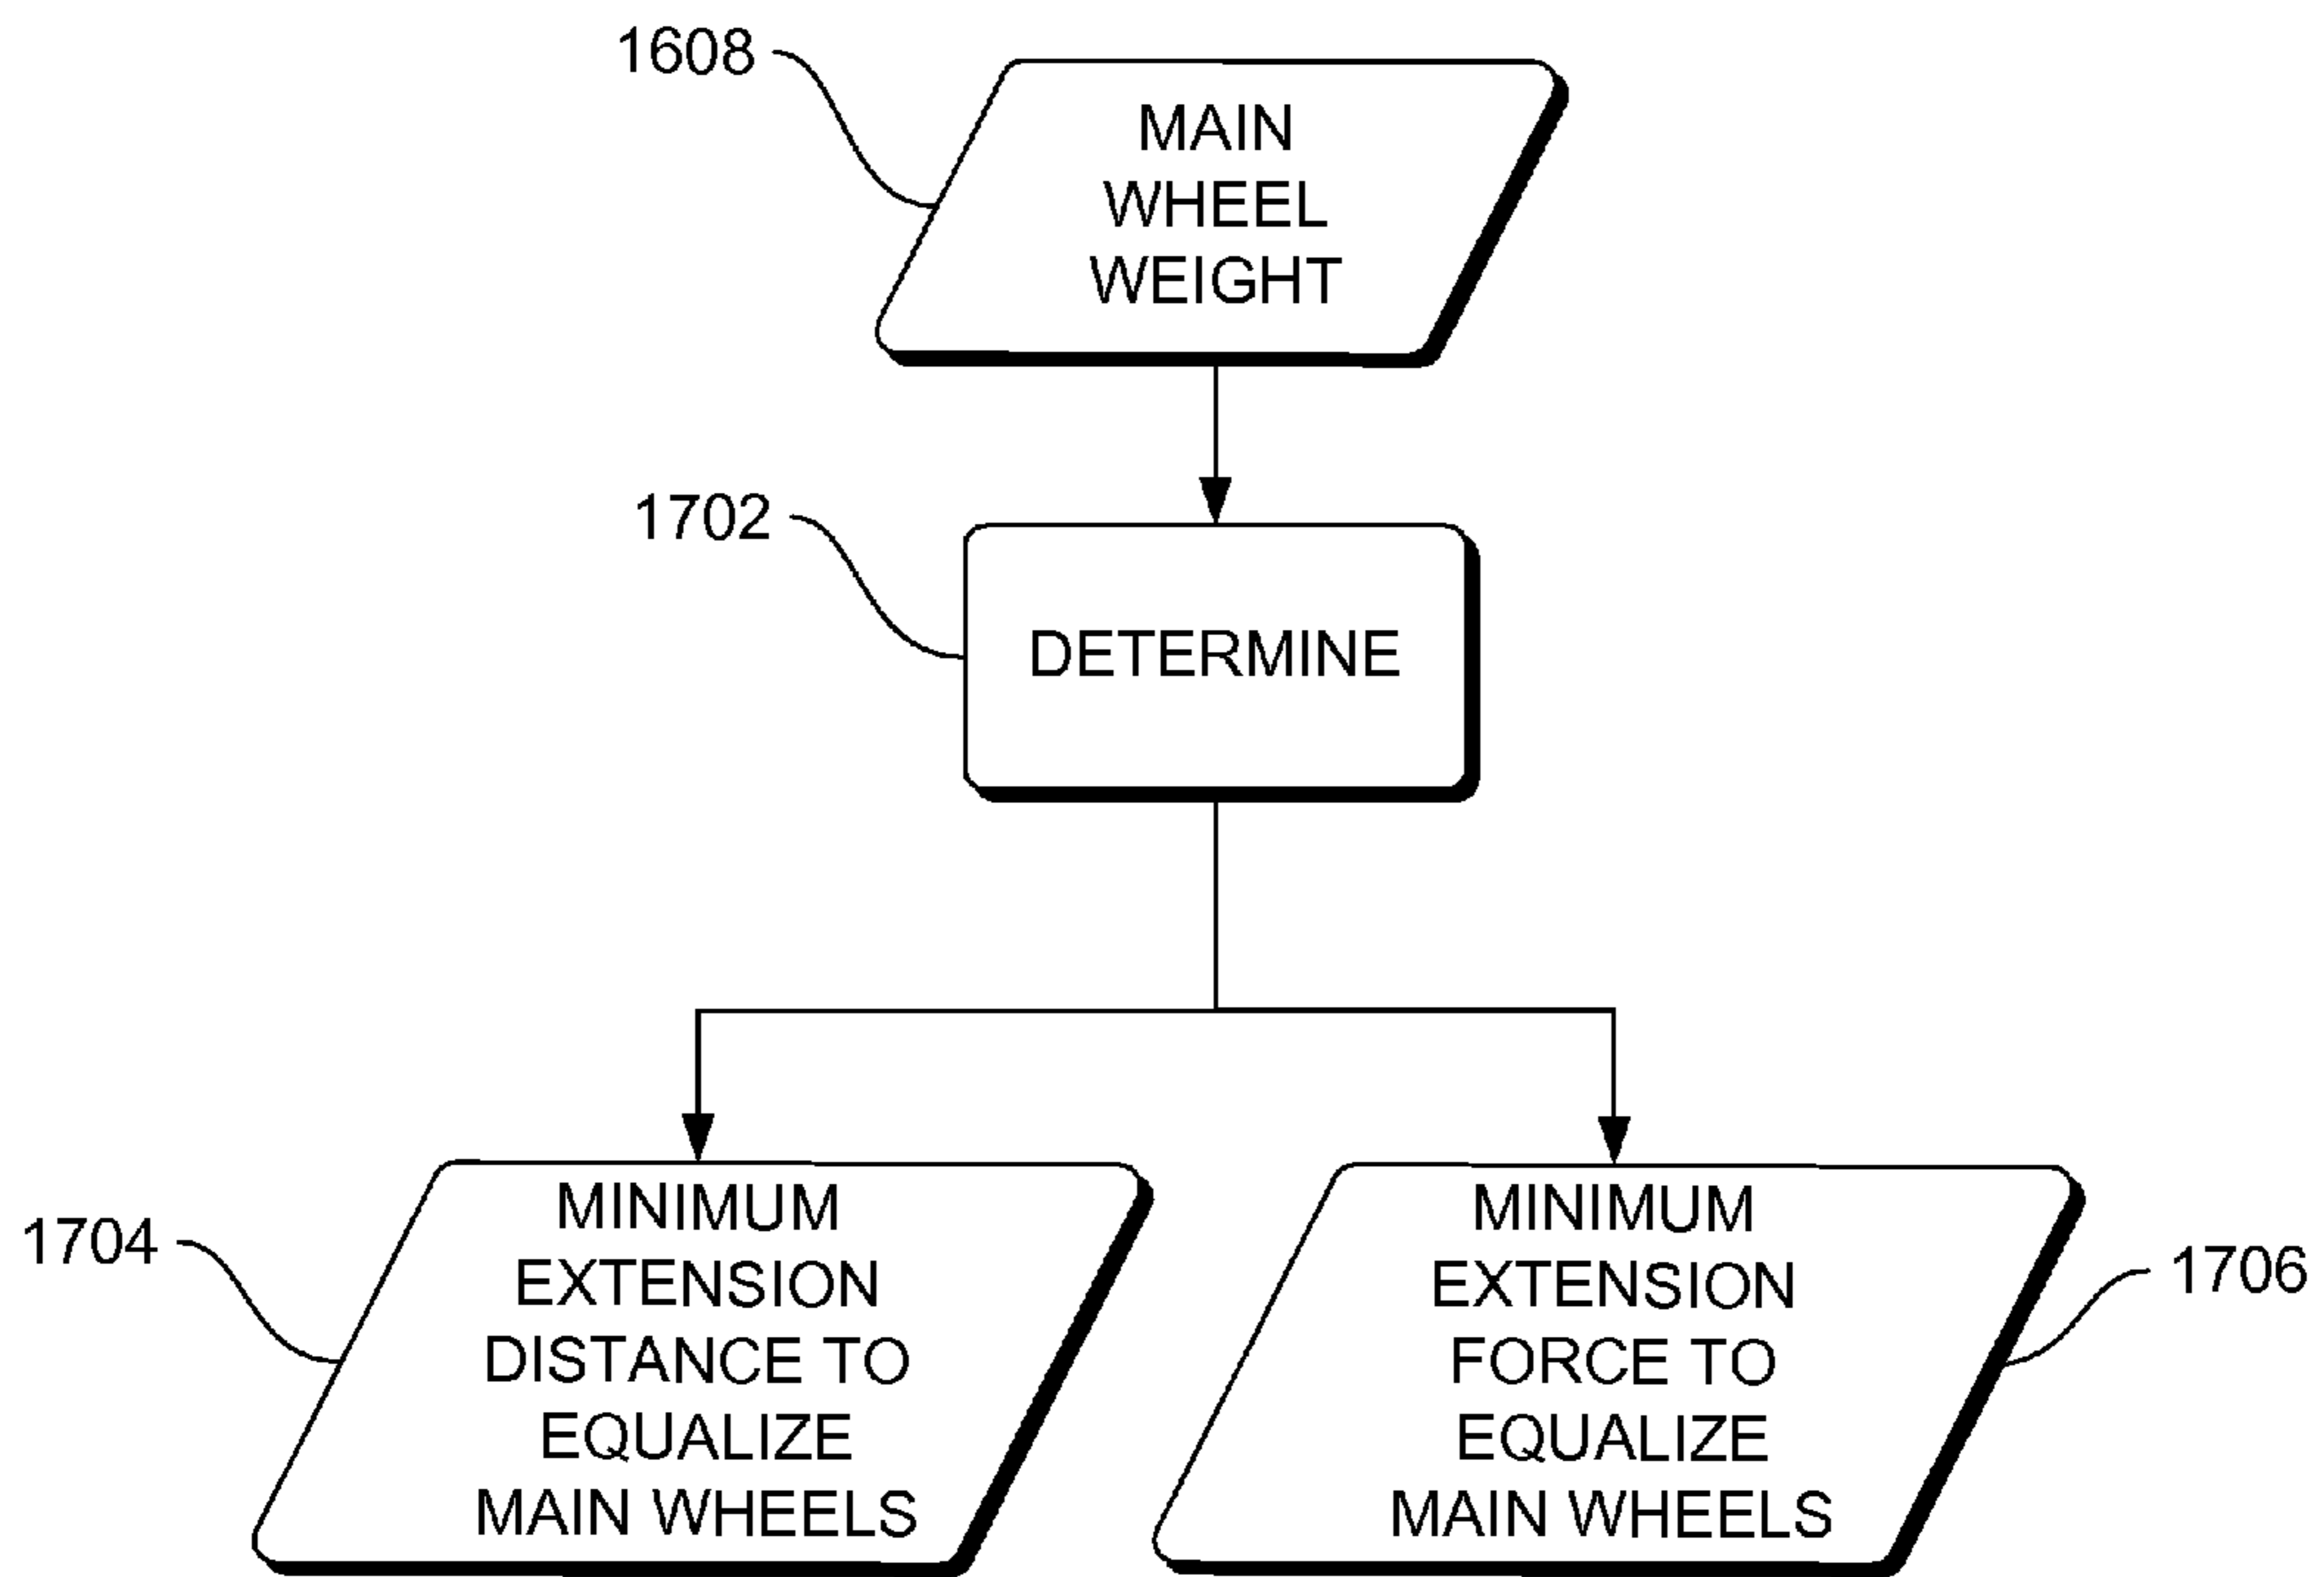 1608
MAIN
WHEEL
WEIGHT
1702
DETERMINE
1704
MINIMUM
EXTENSION
DISTANCE TO
EQUALIZE
MAIN WHEELS
MINIMUM
EXTENSION
FORCE TO
EQUALIZE
MAIN WHEELS
1706